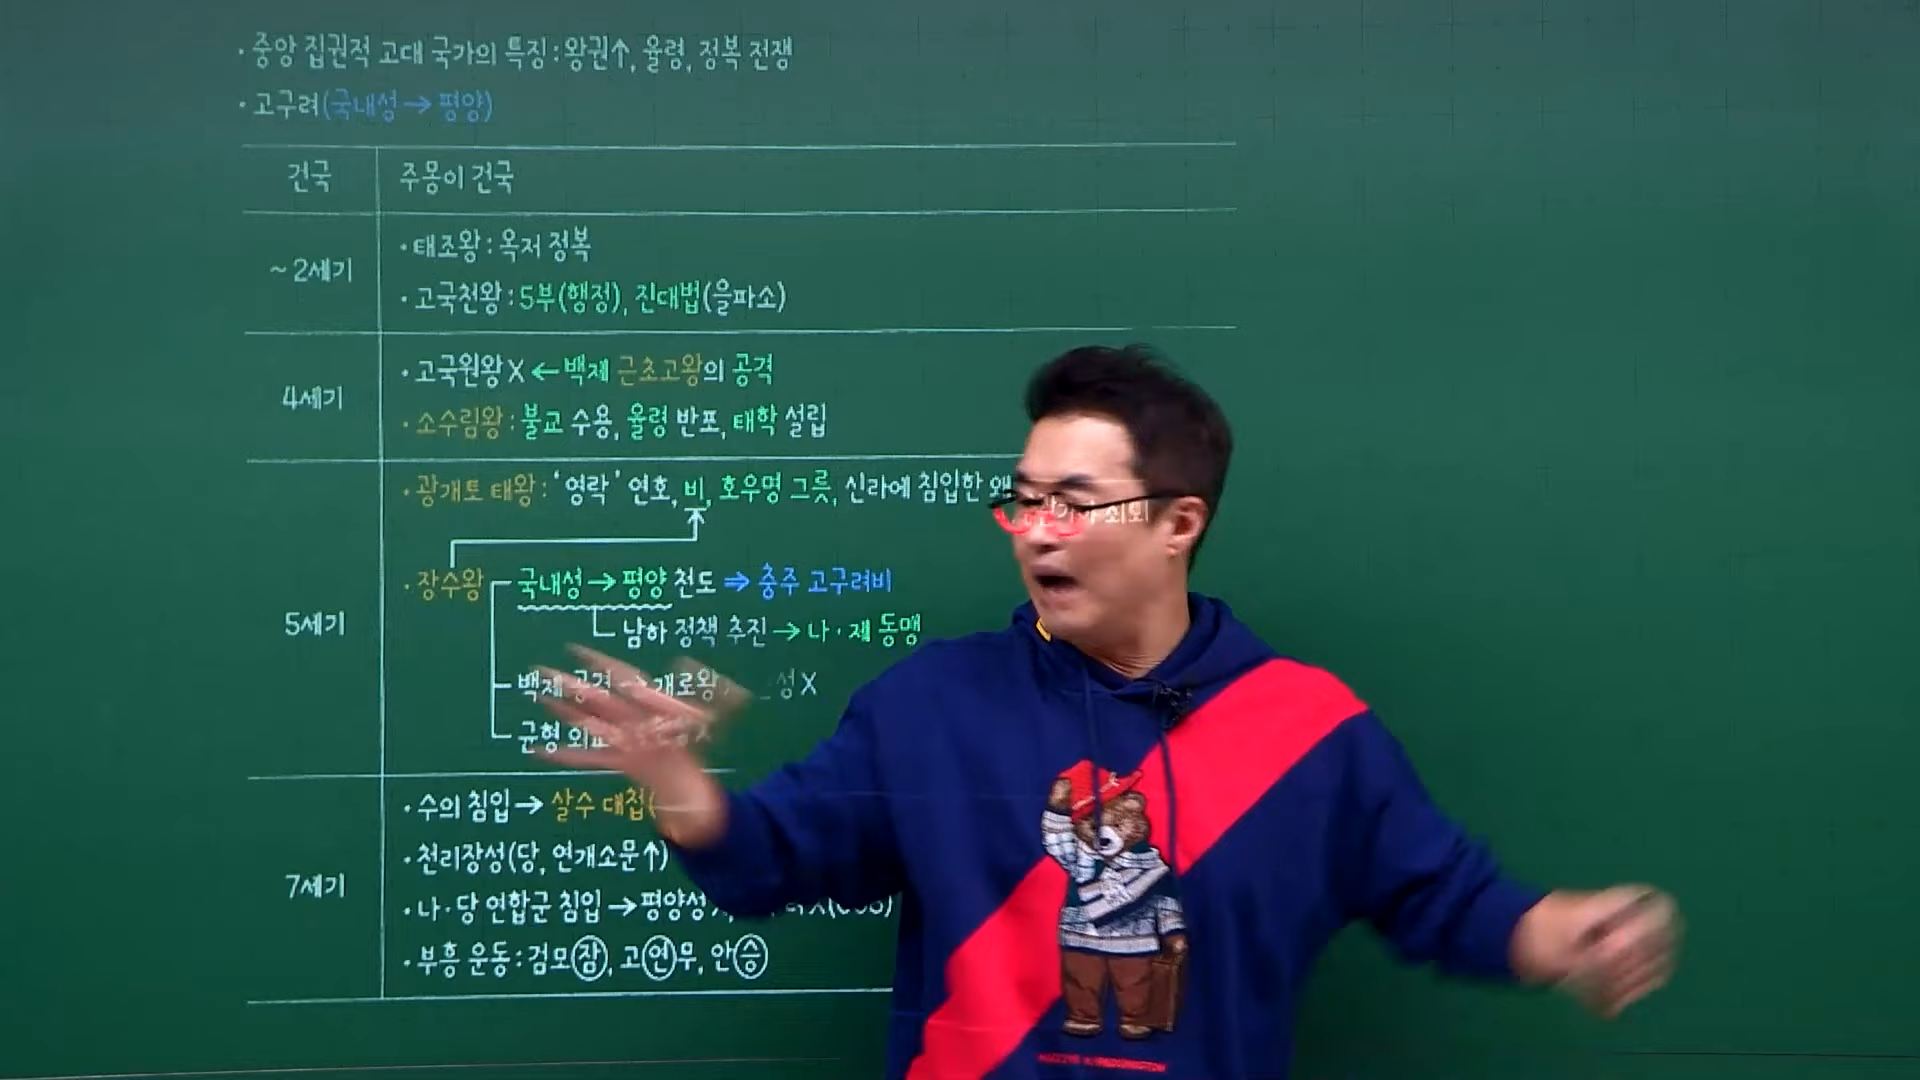 · 중앙 집권적 고대 국가의 특징 : 왕권↑, 율령, 정복 전쟁
· 고구려(국내성 → 평양)
건국 주몽이 건국
~ 2세기
· 태조왕 : 옥저 정복
· 고국천왕 : 5부(행정), 진대법(을파소)
4세기
· 고국원왕 X ← 백제 근초고왕의 공격
· 소수림왕 : 불교 수용, 율령 반포, 태학 설립
5세기
· 광개토 태왕 : '영락' 연호, 비, 호우명 그릇, 신라에 침입한 왜
· 장수왕 국내성 → 평양 천도 ⇒ 충주 고구려비
남하 정책 추진 → 나 · 제 동맹
백제 공격 → 개로왕 성 X
균형 외교
7세기
· 수의 침입 → 살수 대첩(
· 천리장성(당, 연개소문↑)
· 나 · 당 연합군 침입 → 평양성
· 부흥 운동 : 검모잠, 고연무, 안승